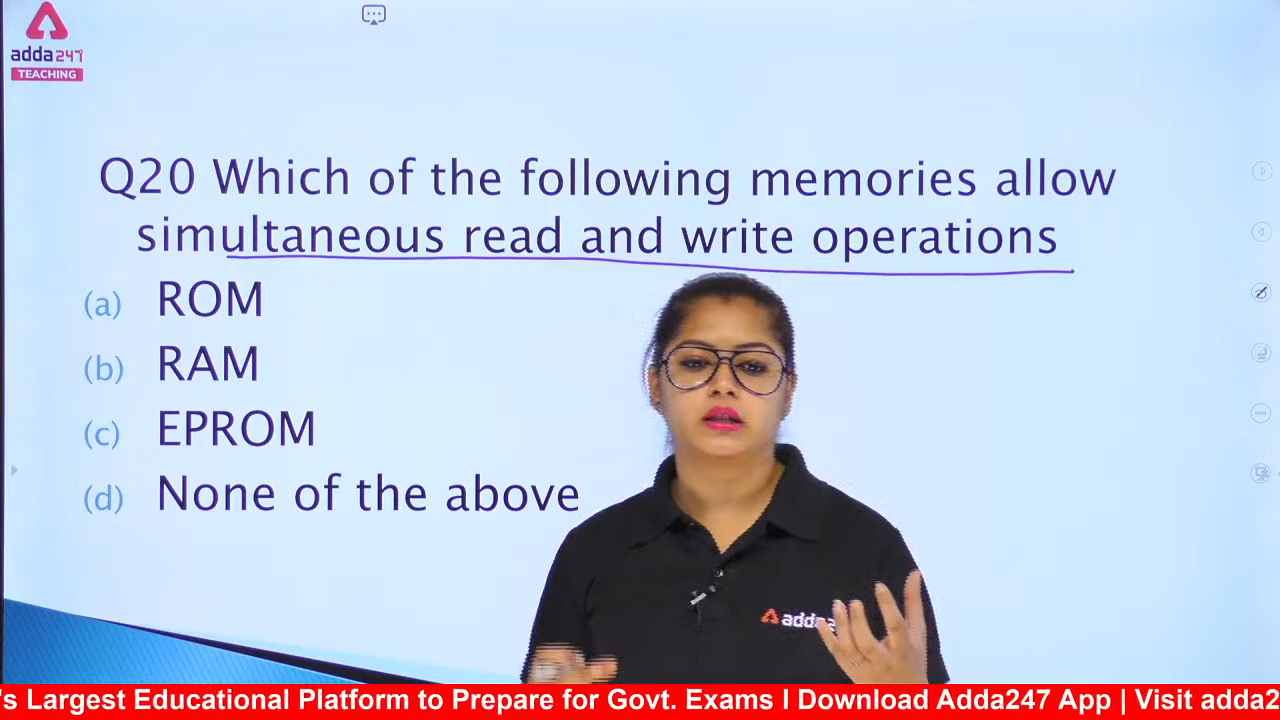 adda247
TEACHING
Q20 Which of the following memories allow
simultaneous read and write operations
(a) ROM
(b) RAM
(c) EPROM
(d) None of the above
adda
's Largest Educational Platform to Prepare for Govt. Exams I Download Adda247 App | Visit adda2